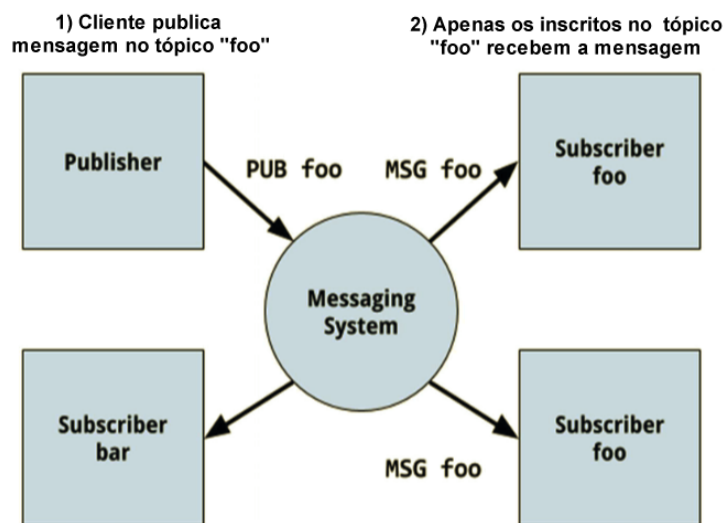 1) Cliente publica
mensagem no tópico "foo"
2) Apenas os inscritos no tópico
"foo" recebem a mensagem
Publisher
PUB foo
MSG foo
Subscriber
foo
Messaging
System
Subscriber
bar
MSG foo
Subscriber
foo